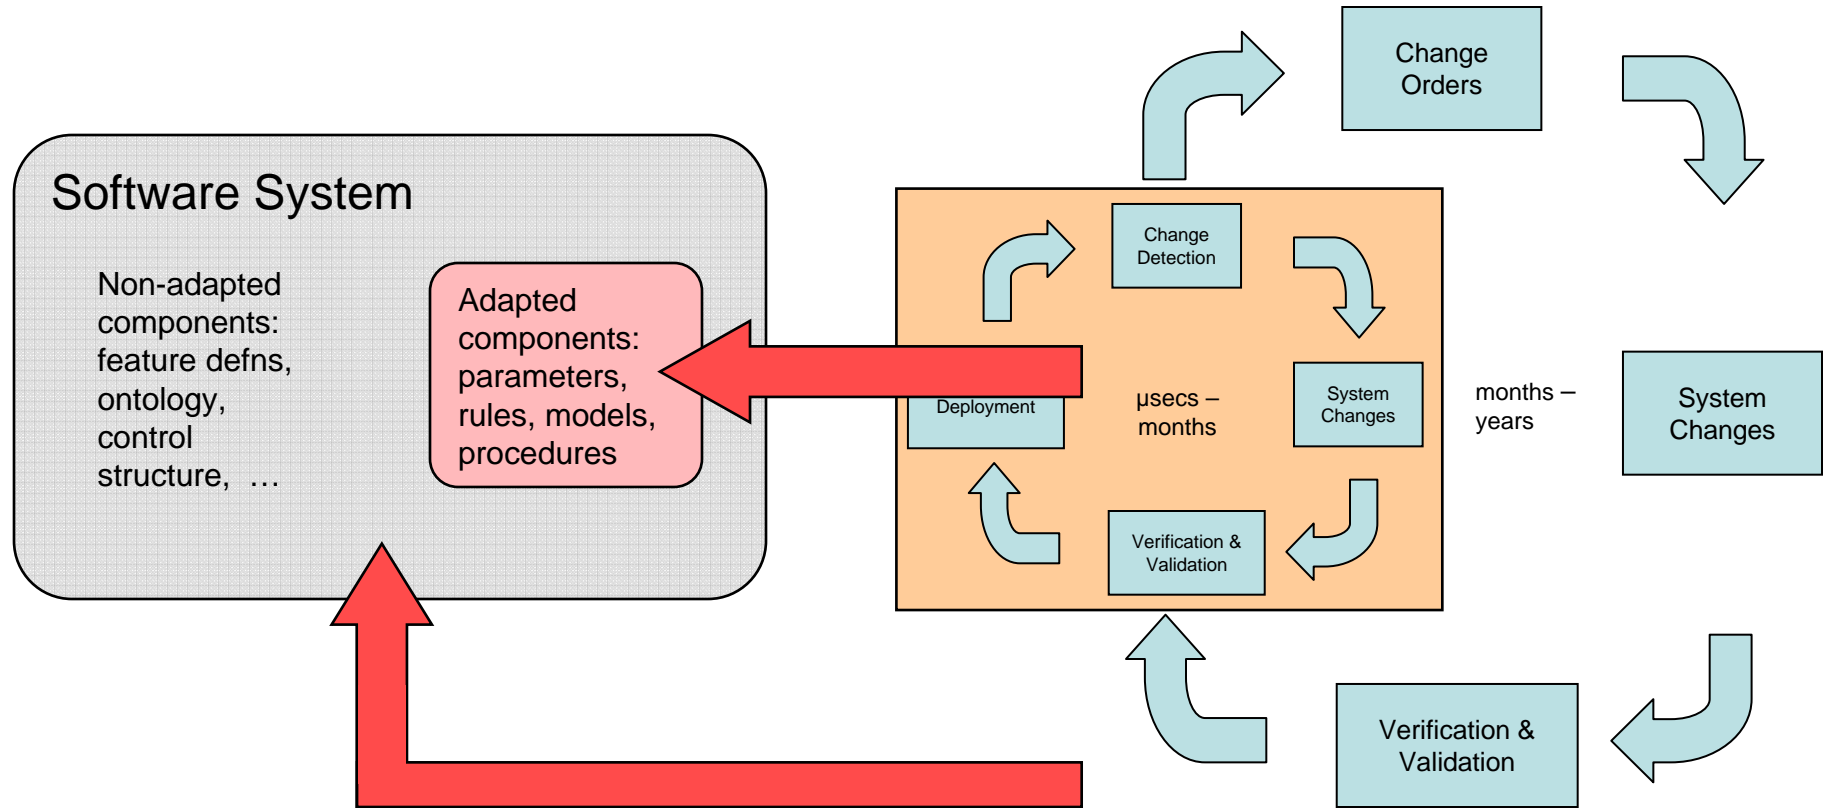 Software System
Non-adapted
components:
feature defns,
ontology,
control
structure, …
Adapted
components:
parameters,
rules, models,
procedures
Change
Orders
Change
Detection
Deployment
µsecs –
months
System
Changes
months –
years
System
Changes
Verification &
Validation
Verification &
Validation